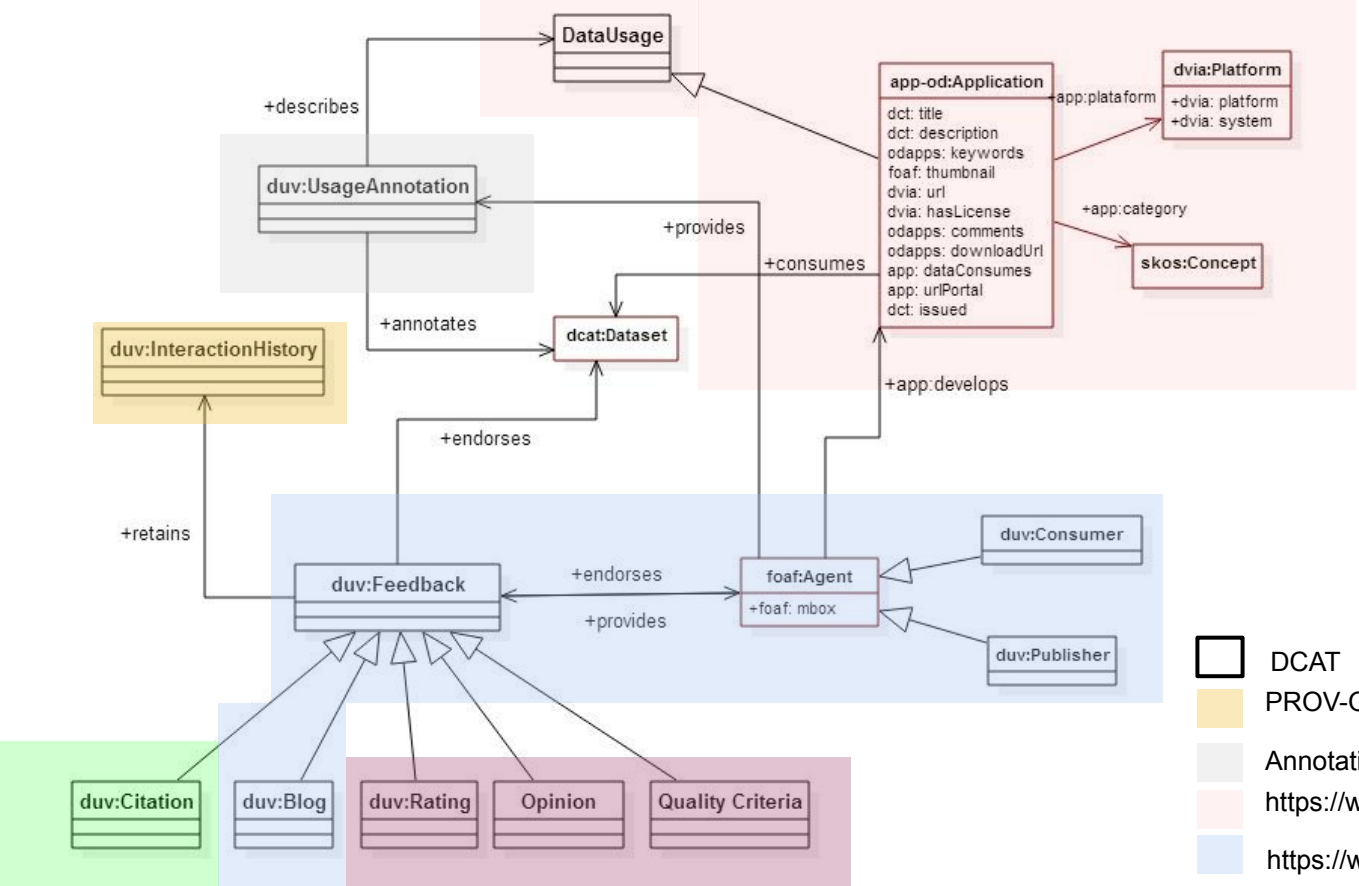 DataUsage
app-od:Application
dct: title
dct: description
odapps: keywords
foaf: thumbnail
dvia: url
dvia: hasLicense
odapps: comments
odapps: downloadUrl
app: dataConsumes
app: urlPortal
dct: issued
+app:plataform
dvia:Platform
+dvia: platform
+dvia: system
+app:category
skos:Concept
+describes
duv:UsageAnnotation
+provides
+consumes
+annotates
dcat:Dataset
duv:InteractionHistory
+app:develops
+endorses
+retains
duv:Feedback
+endorses
+provides
foaf:Agent
+foaf: mbox
duv:Consumer
duv:Publisher
duv:Citation
duv:Blog
duv:Rating
Opinion
Quality Criteria
DCAT
PROV-
Annotati
https://w
https://w